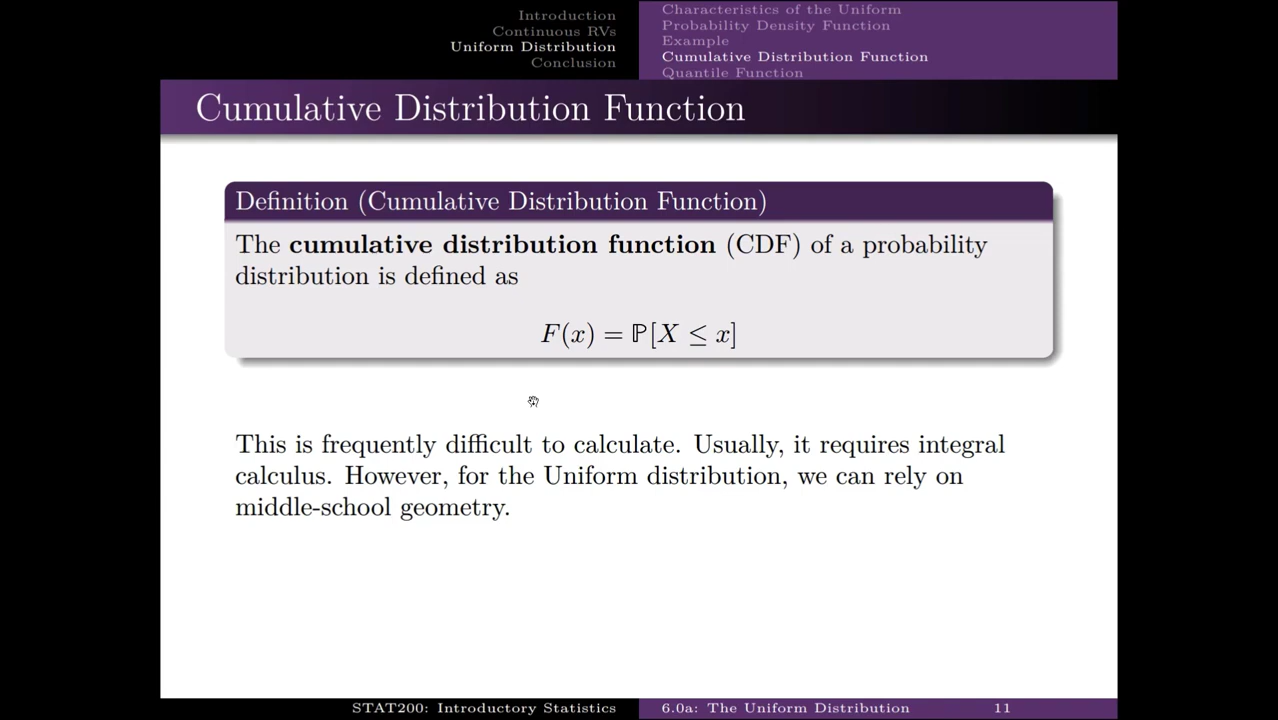 Introduction
Continuous RVs
Uniform Distribution
Conclusion
Characteristics of the Uniform
Probability Density Function
Example
Cumulative Distribution Function
Quantile Function
Cumulative Distribution Function
Definition (Cumulative Distribution Function)
The cumulative distribution function (CDF) of a probability
distribution is defined as
F(x) = ℙ[X ≤ x]
This is frequently difficult to calculate. Usually, it requires integral
calculus. However, for the Uniform distribution, we can rely on
middle-school geometry.
STAT200: Introductory Statistics
6.0a: The Uniform Distribution
11